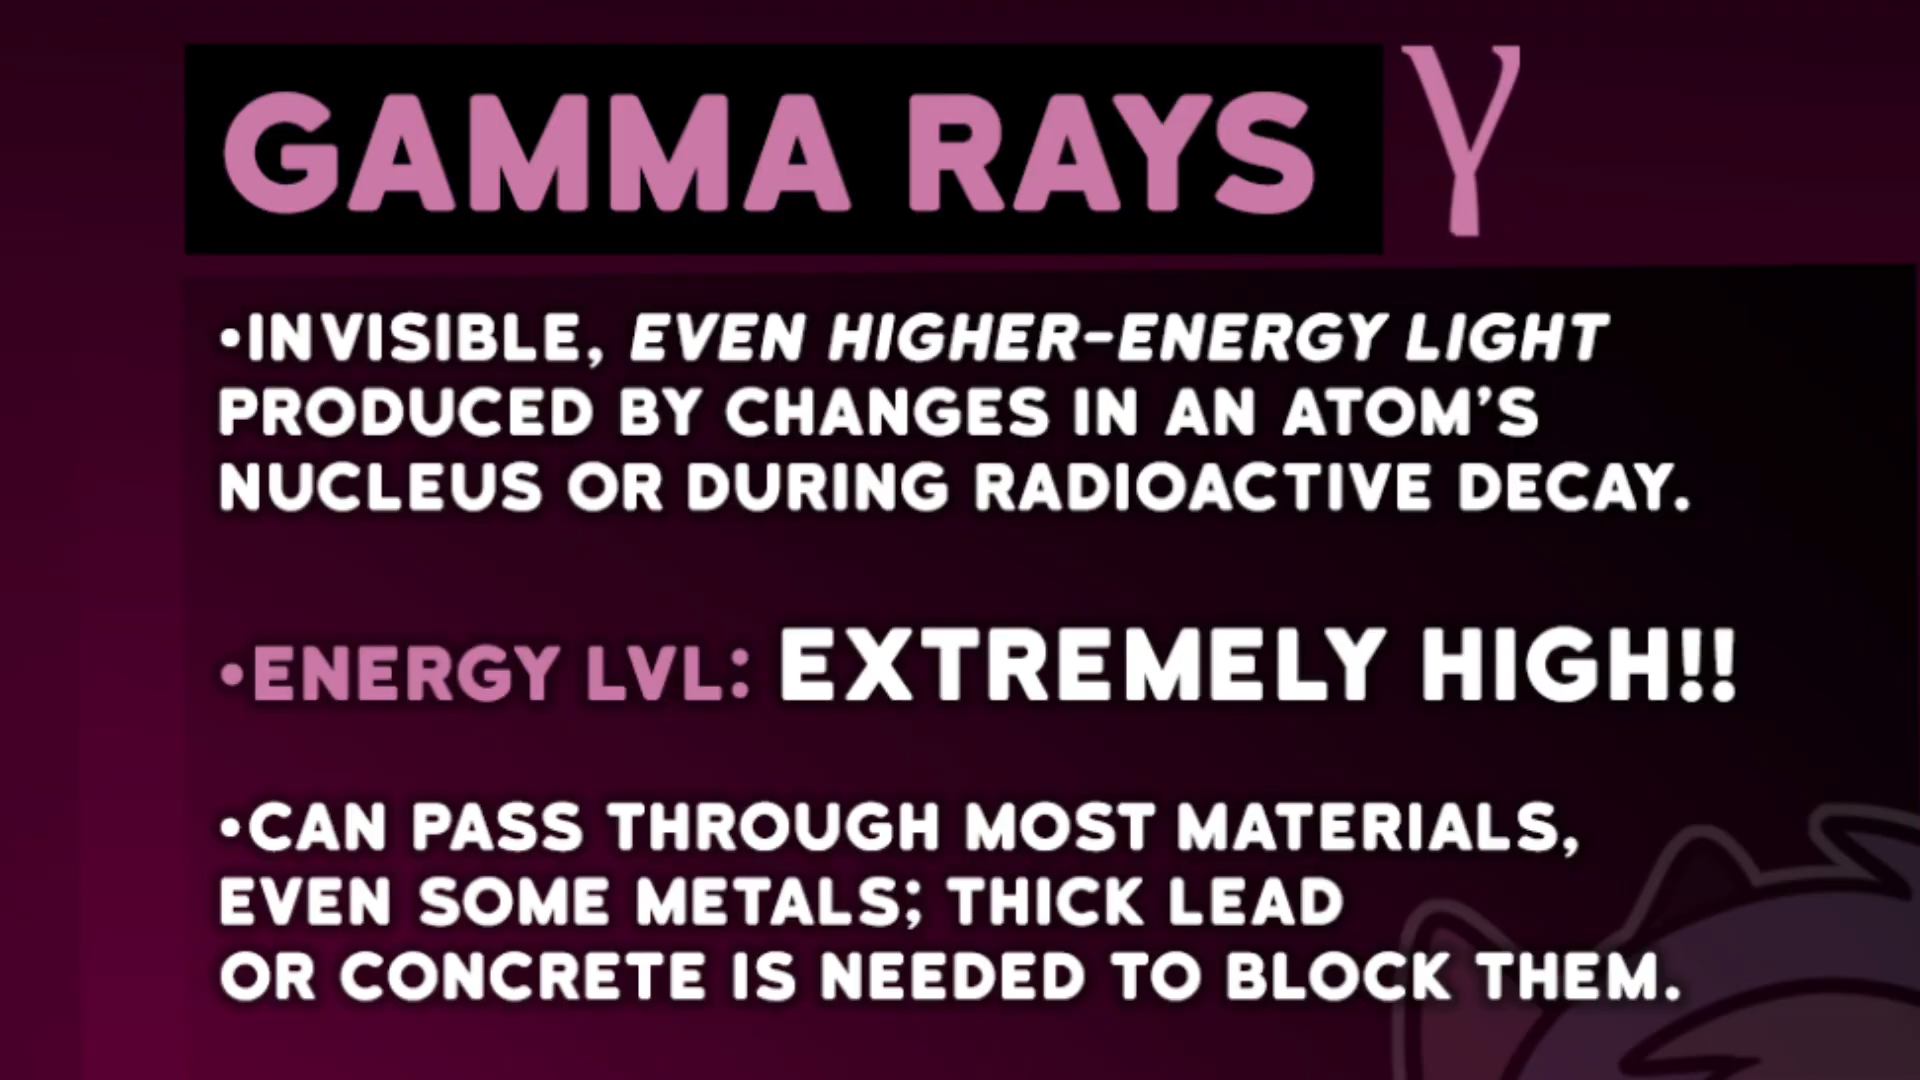 GAMMA RAYS γ
•INVISIBLE, EVEN HIGHER-ENERGY LIGHT
PRODUCED BY CHANGES IN AN ATOM’S
NUCLEUS OR DURING RADIOACTIVE DECAY.
•ENERGY LVL: EXTREMELY HIGH!!
•CAN PASS THROUGH MOST MATERIALS,
EVEN SOME METALS; THICK LEAD
OR CONCRETE IS NEEDED TO BLOCK THEM.